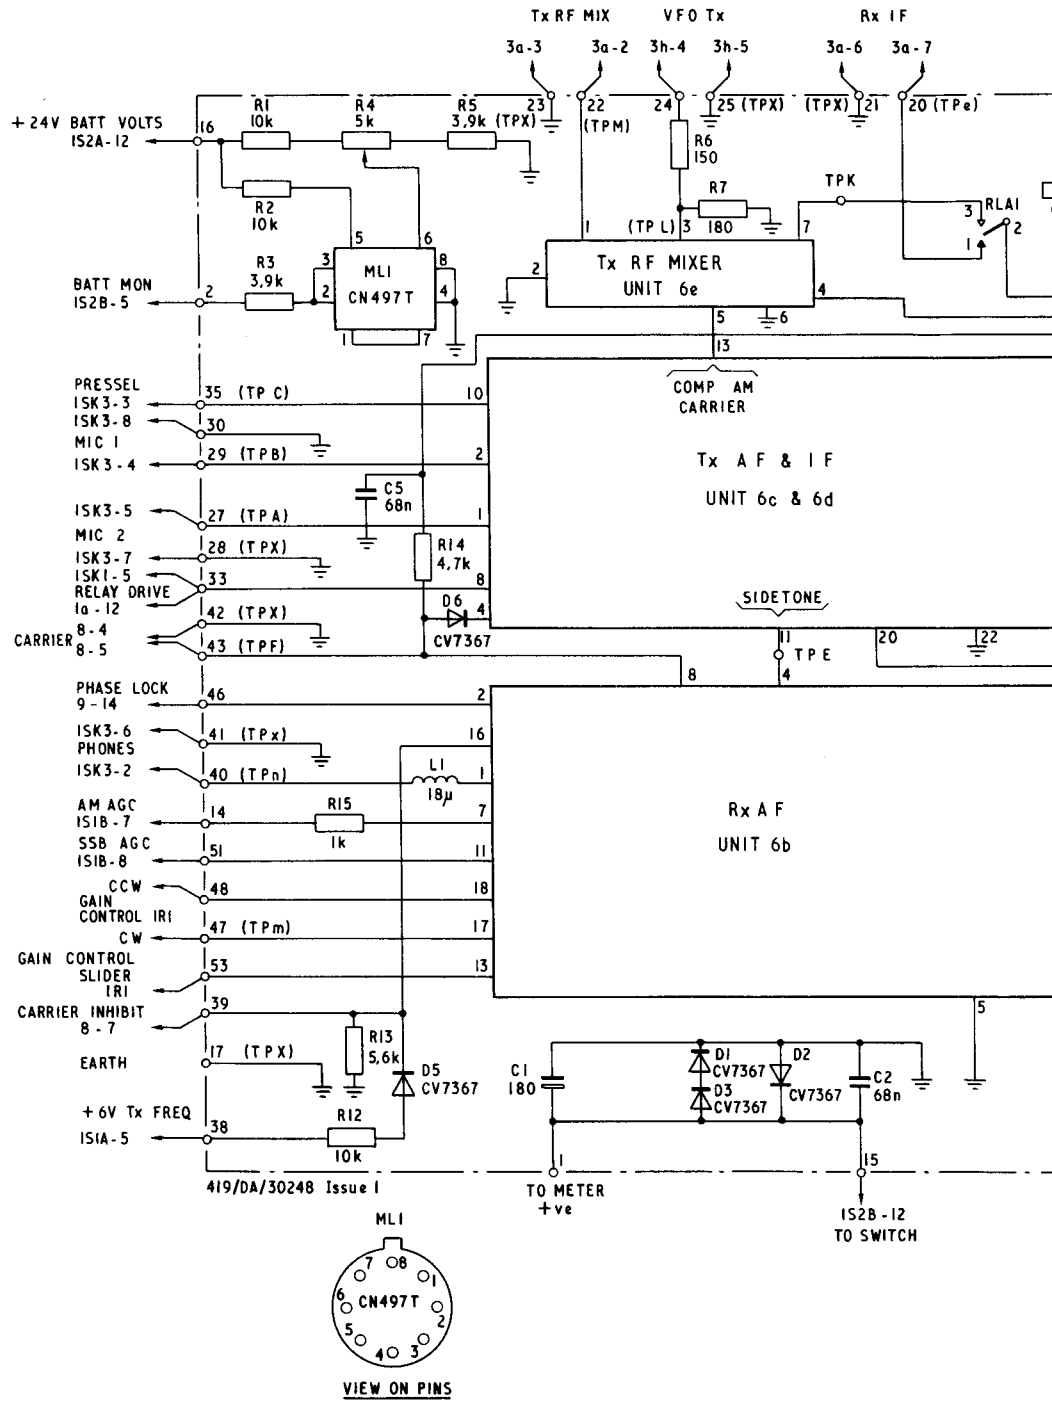 Tx RF MIX
VFO Tx
Rx IF
3a-3
3a-2
3h-4
3h-5
3a-6
3a-7
23
22
(TPM)
24
25 (TPX)
(TPX) 21
20 (TPe)
+24V BATT VOLTS
1S2A-12
16
R1
10k
R4
5k
R5
3,9k (TPX)
R2
10k
R6
150
R7
180
TPK
RLA1
3
1
2
5
6
3
2
8
4
1
7
ML1
CN497T
BATT MON
1S2B-5
2
R3
3,9k
1
(TPL) 3
7
2
4
5
6
Tx RF MIXER
UNIT 6e
13
COMP AM
CARRIER
PRESSEL
1SK3-3
35 (TPC)
10
1SK3-8
30
MIC 1
1SK3-4
29 (TPB)
2
Tx AF & IF
UNIT 6c & 6d
C5
68n
1SK3-5
27 (TPA)
1
MIC 2
1SK3-7
28 (TPX)
R14
4,7k
1SK1-5
33
8
RELAY DRIVE
1a-12
42 (TPX)
D6
CV7367
4
SIDETONE
CARRIER
8-4
8-5
43 (TPF)
11
TPE
20
22
8
4
PHASE LOCK
9-14
46
2
1SK3-6
PHONES
41 (TPx)
16
1SK3-2
40 (TPn)
L1
18μ
1
AM AGC
1S1B-7
14
R15
1k
7
Rx AF
UNIT 6b
SSB AGC
1S1B-8
51
11
CCW
48
18
GAIN
CONTROL 1R1
CW
47 (TPm)
17
GAIN CONTROL
SLIDER
1R1
53
13
CARRIER INHIBIT
8-7
39
5
R13
5,6k
EARTH
17 (TPX)
D5
CV7367
C1
180
D1
CV7367
D3
CV7367
D2
CV7367
C2
68n
+6V Tx FREQ
1S1A-5
38
R12
10k
1
15
419/DA/30248 Issue 1
TO METER
+ve
1S2B-12
TO SWITCH
ML1
7
8
1
6
CN497T
2
5
4
3
VIEW ON PINS